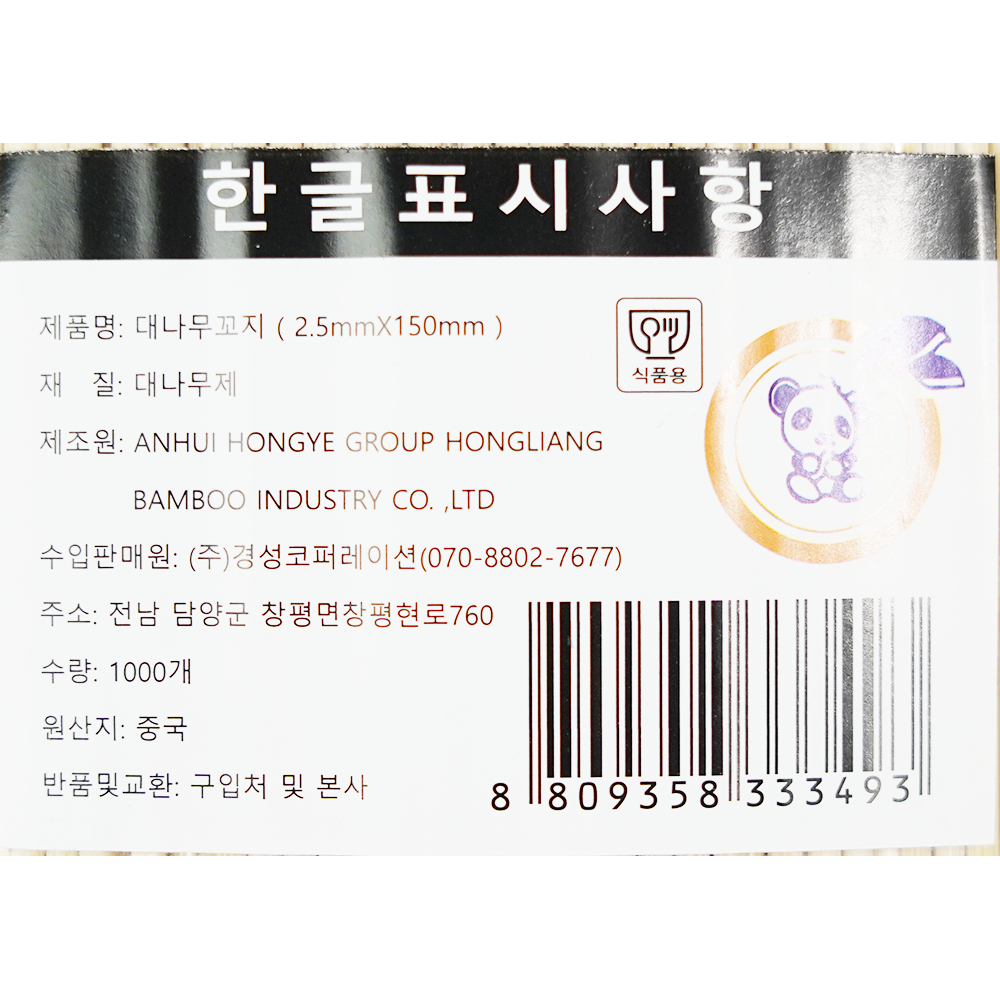 한글표시사항
제품명: 대나무꼬지 ( 2.5mmX150mm )
재 질: 대나무제
제조원: ANHUI HONGYE GROUP HONGLIANG
BAMBOO INDUSTRY CO. ,LTD
수입판매원: (주)경성코퍼레이션(070-8802-7677)
주소: 전남 담양군 창평면창평현로760
수량: 1000개
원산지: 중국
반품및교환: 구입처 및 본사
식품용
8 809358 333493